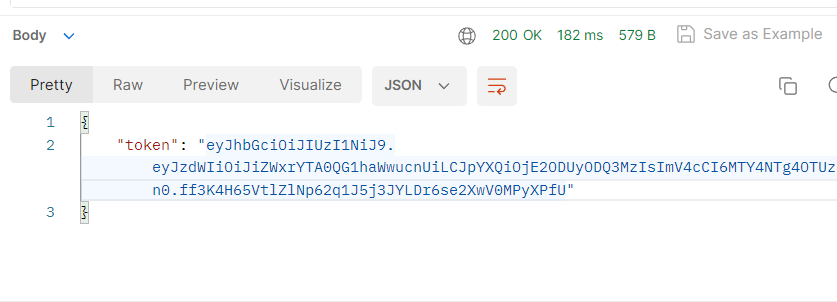 Body
200 OK 182 ms 579 B Save as Example
Pretty Raw Preview Visualize JSON
1 {
2 "token": "eyJhbGciOiJIUzI1NiJ9.
eyJzdWIiOiJiZWxrYTA0QG1haWwucnUiLCJpYXQiOjE2ODUyODQ3MzIsImV4cCI6MTY4NTg4OTUz
n0.ff3K4H65VtlZlNp62q1J5j3JYLDr6se2XwV0MPyXPfU"
3 }